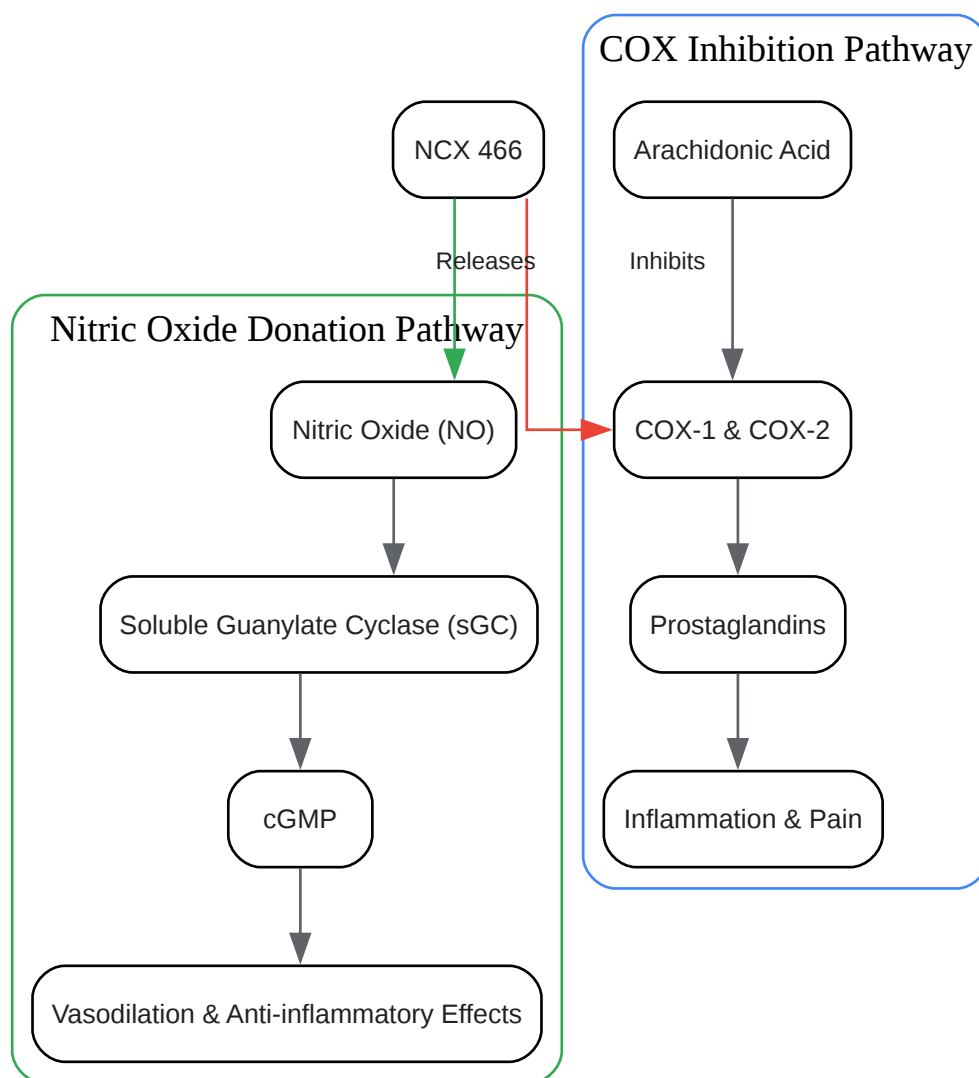 COX Inhibition Pathway
NCX 466
Arachidonic Acid
Releases
Inhibits
Nitric Oxide Donation Pathway
Nitric Oxide (NO)
COX-1 & COX-2
Soluble Guanylate Cyclase (sGC)
Prostaglandins
cGMP
Inflammation & Pain
Vasodilation & Anti-inflammatory Effects